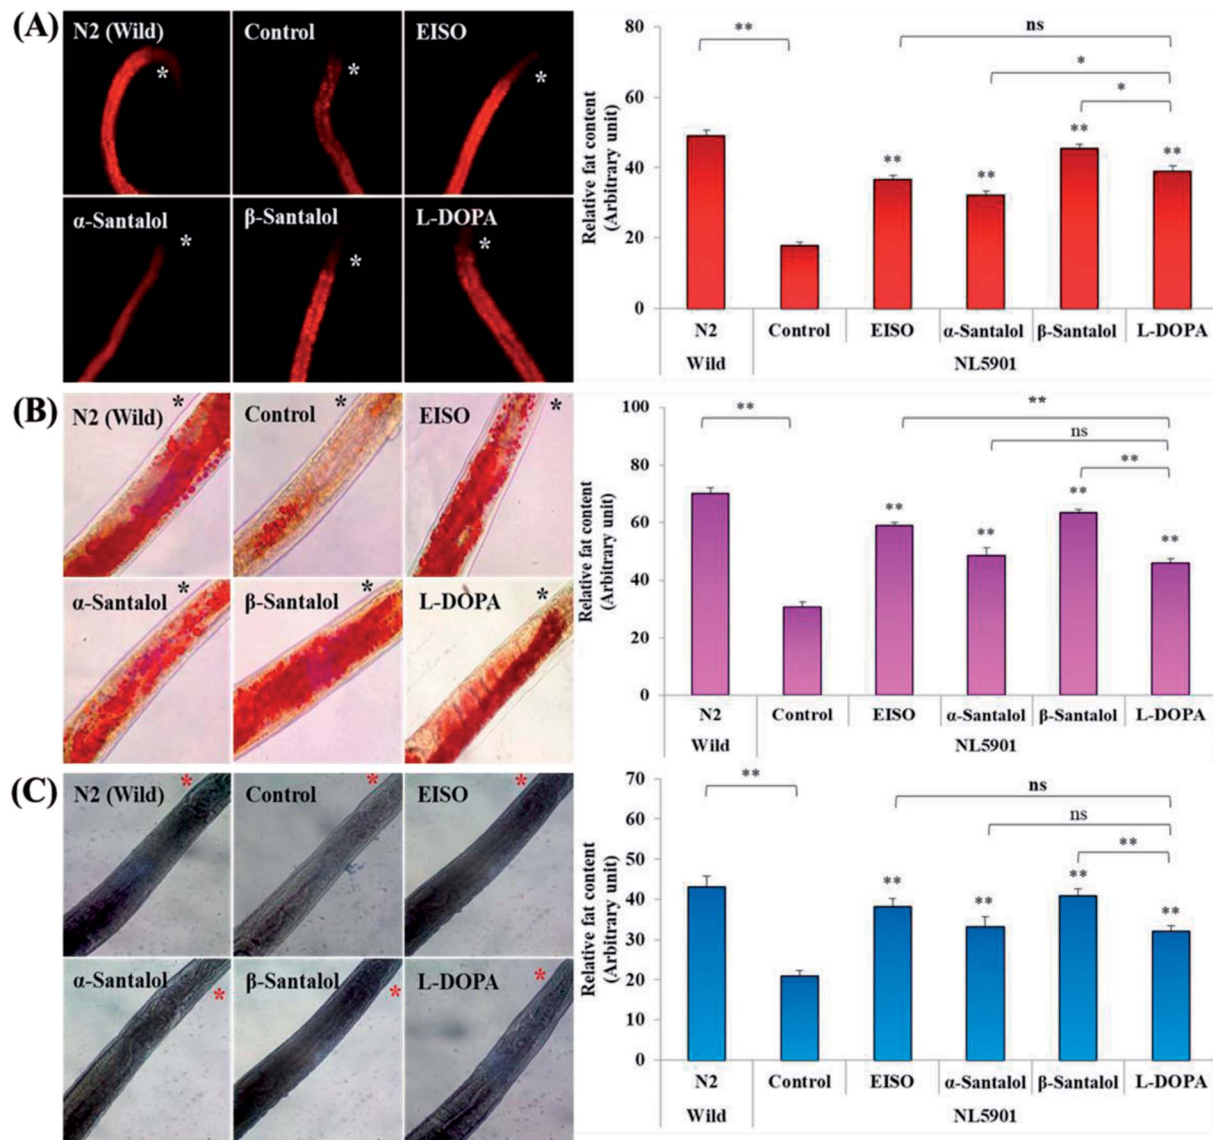 (A)
N2 (Wild)
Control
EISO
*
*
*
α-Santalol
β-Santalol
L-DOPA
*
*
*
Relative fat content
(Arbitrary unit)
80
60
40
20
0
**
ns
*
*
**
**
**
**
N2
Control
EISO
α-Santalol
β-Santalol
L-DOPA
Wild
NL5901
(B)
N2 (Wild)
Control
EISO
*
*
*
α-Santalol
β-Santalol
L-DOPA
*
*
*
Relative fat content
(Arbitrary unit)
100
80
60
40
20
0
**
**
ns
**
**
**
**
**
N2
Control
EISO
α-Santalol
β-Santalol
L-DOPA
Wild
NL5901
(C)
N2 (Wild)
Control
EISO
*
*
*
α-Santalol
β-Santalol
L-DOPA
*
*
*
Relative fat content
(Arbitrary unit)
70
60
50
40
30
20
10
0
**
ns
ns
**
**
**
**
**
N2
Control
EISO
α-Santalol
β-Santalol
L-DOPA
Wild
NL5901